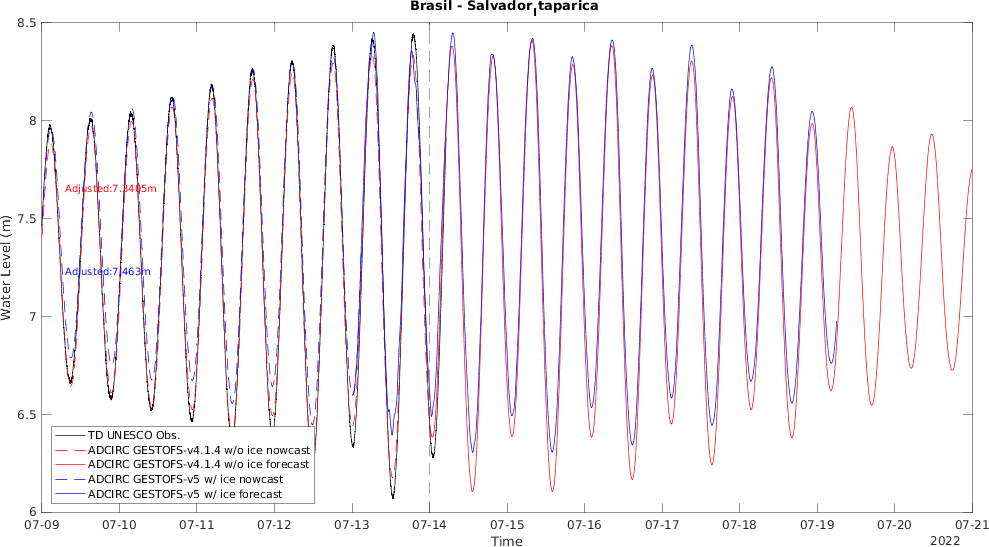 Brasil - Salvador,taparica
8.5
8
7.5
7
6.5
6
Water Level (m)
Adjusted:7.3405m
Adjusted:7.463m
TD UNESCO Obs.
ADCIRC GESTOFS-v4.1.4 w/o ice nowcast
ADCIRC GESTOFS-v4.1.4 w/o ice forecast
ADCIRC GESTOFS-v5 w/ ice nowcast
ADCIRC GESTOFS-v5 w/ ice forecast
07-09 07-10 07-11 07-12 07-13 07-14 07-15 07-16 07-17 07-18 07-19 07-20 07-21
Time
2022